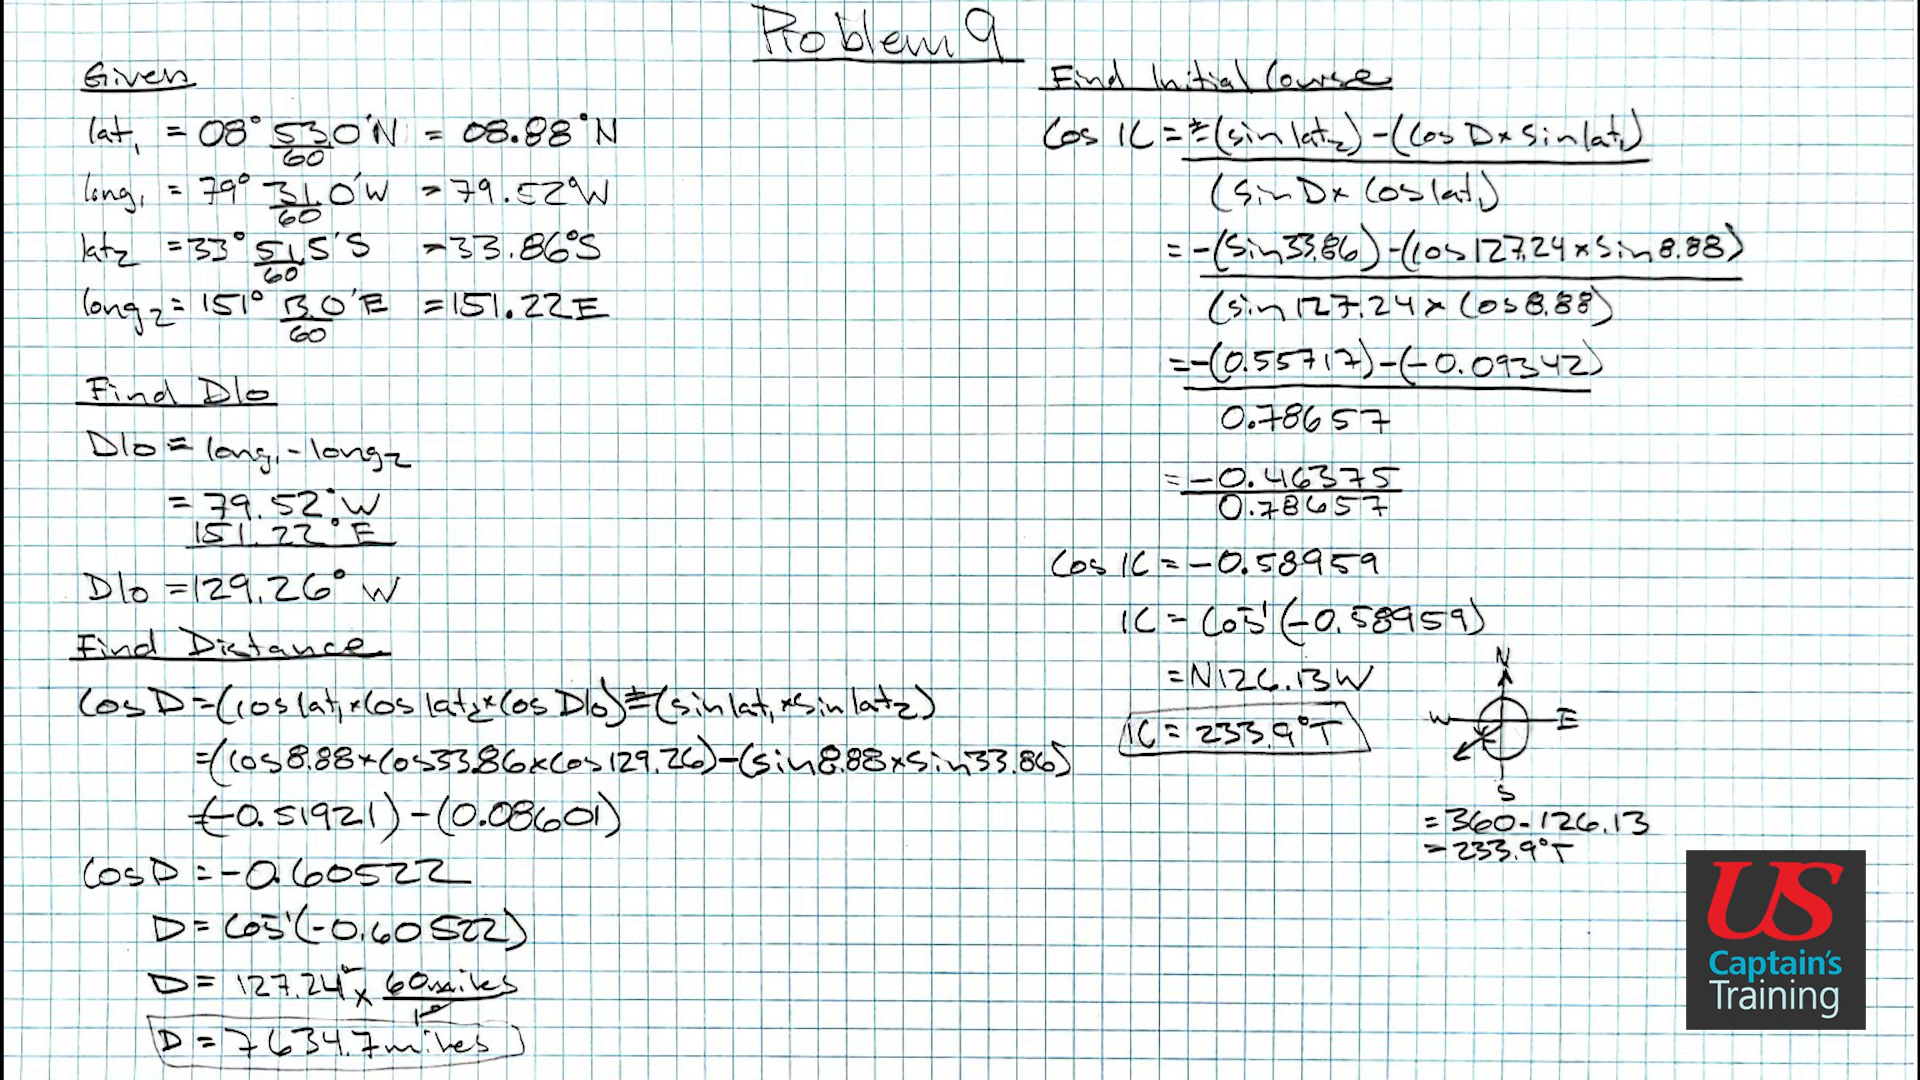 Problem 9
Given
lat₁ = 08° 53.0'N = 08.88°N
60
long₁ = 79° 31.0'W = 79.52°W
60
lat₂ = 33° 51.5'S = 33.86°S
60
long₂ = 151° 13.0'E = 151.22E
60
Find Dlo
Dlo = long₁ - long₂
= 79.52°W
151.22°E
Dlo = 129.26° W
Find Distance
Cos D = (cos lat₁ × cos lat₂ × cos Dlo) ± (sin lat₁ × sin lat₂)
= (cos 8.88 × cos 33.86 × cos 129.26) - (sin 8.88 × sin 33.86)
(-0.51921) - (0.08601)
Cos D = -0.60522
D = cos⁻¹(-0.60522)
D = 127.24° × 60 miles
1°
D = 7634.7 miles
Find Initial Course
Cos IC = ±(sin lat₂) - (cos D × sin lat₁)
(sin D × cos lat₁)
= -(sin 33.86) - (cos 127.24 × sin 8.88)
(sin 127.24 × cos 8.88)
= -(0.55717) - (-0.09342)
0.78657
= -0.46375
0.78657
Cos IC = -0.58959
IC = cos⁻¹(-0.58959)
= N126.13W
IC = 233.9°T
N
W
E
S
= 360 - 126.13
= 233.9°T
US
Captain's
Training